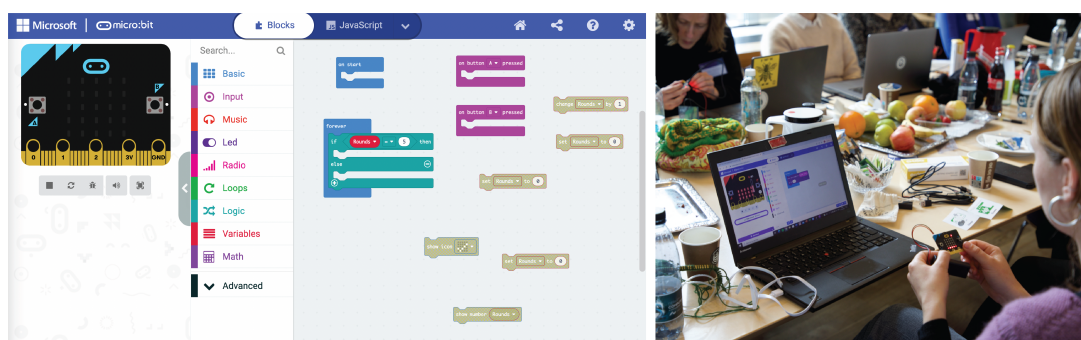 Microsoft
micro:bit
Blocks
JavaScript
Search...
Basic
Input
Music
Led
Radio
Loops
Logic
Variables
Math
Advanced
B
A
0 1 2 3V GND
on start
on button A pressed
on button B pressed
change Rounds by 1
set Rounds to 0
forever
if Rounds = 5 then
else
set Rounds to 0
show icon
set Rounds to 0
show number Rounds